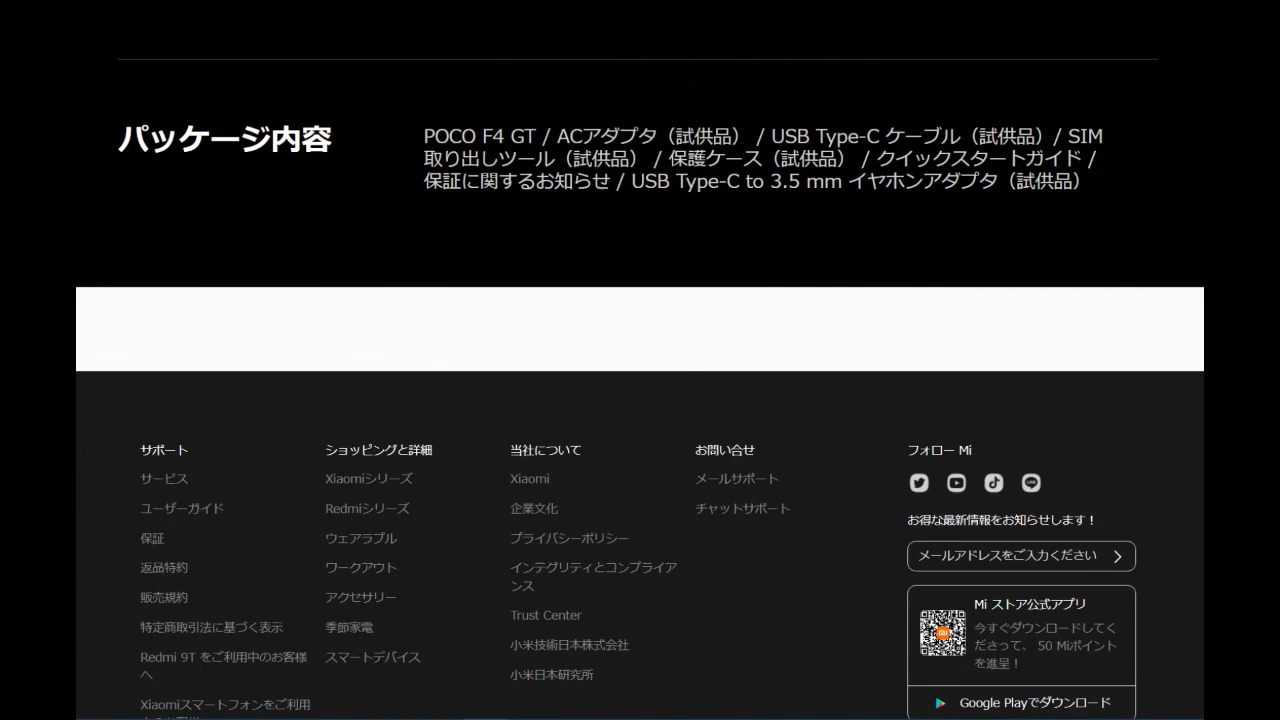 パッケージ内容
POCO F4 GT / ACアダプタ（試供品） / USB Type-C ケーブル（試供品）/ SIM
取り出しツール（試供品） / 保護ケース（試供品） / クイックスタートガイド /
保証に関するお知らせ / USB Type-C to 3.5 mm イヤホンアダプタ（試供品）
サポート
サービス
ユーザーガイド
保証
返品特約
販売規約
特定商取引法に基づく表示
Redmi 9T をご利用中のお客様
へ
Xiaomiスマートフォンをご利用
ショッピングと詳細
Xiaomiシリーズ
Redmiシリーズ
ウェアラブル
ワークアウト
アクセサリー
季節家電
スマートデバイス
当社について
Xiaomi
企業文化
プライバシーポリシー
インテグリティとコンプライア
ンス
Trust Center
小米技術日本株式会社
小米日本研究所
お問い合せ
メールサポート
チャットサポート
フォロー Mi
お得な最新情報をお知らせします！
メールアドレスをご入力ください
Mi ストア公式アプリ
今すぐダウンロードしてく
ださって、 50 Miポイント
を進呈！
Google Playでダウンロード